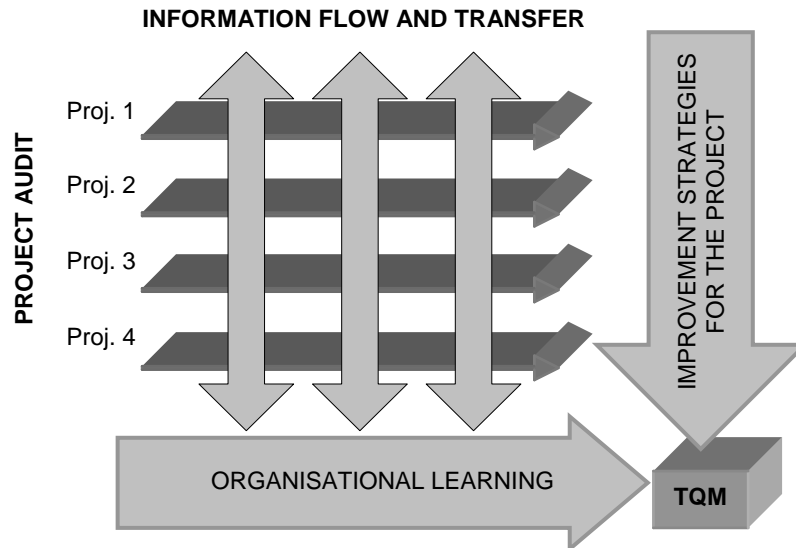 INFORMATION FLOW AND TRANSFER
PROJECT AUDIT
Proj. 1
Proj. 2
Proj. 3
Proj. 4
IMPROVEMENT STRATEGIES
FOR THE PROJECT
ORGANISATIONAL LEARNING
TQM